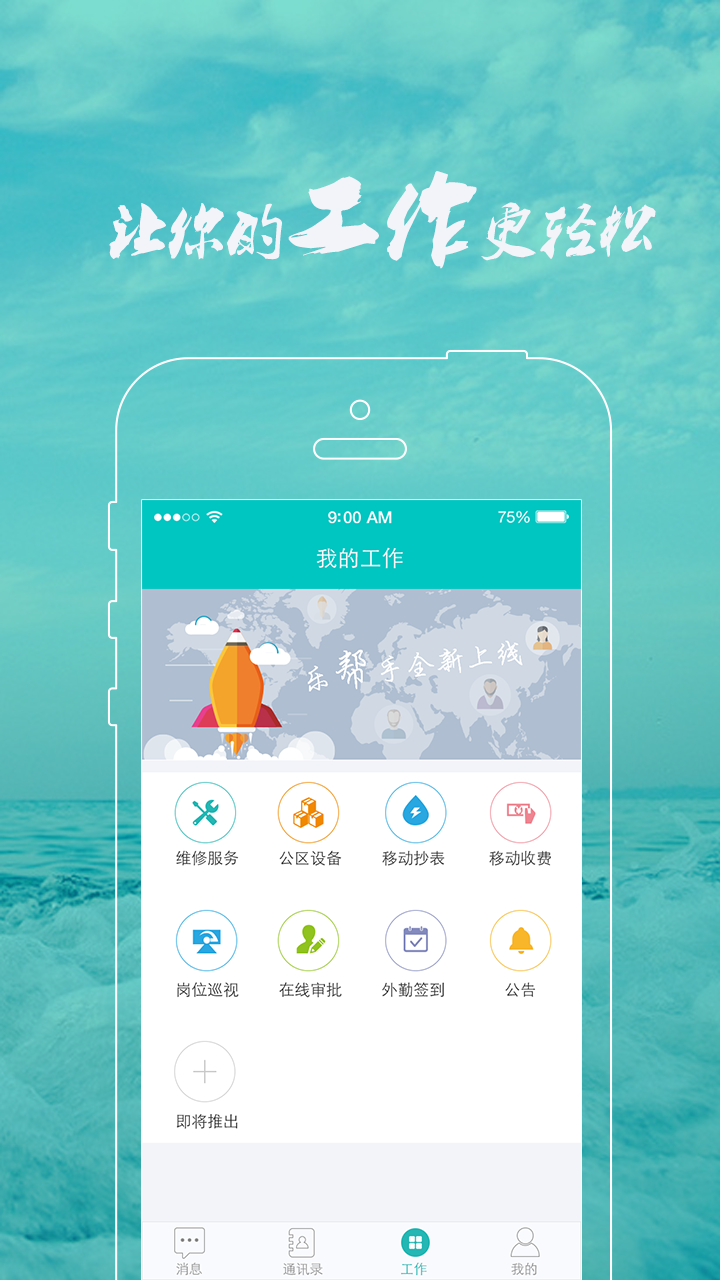 让你的工作更轻松
9:00 AM
75%
我的工作
乐帮手全新上线
维修服务 公区设备 移动抄表 移动收费
岗位巡视 在线审批 外勤签到 公告
即将推出
消息 通讯录 工作 我的